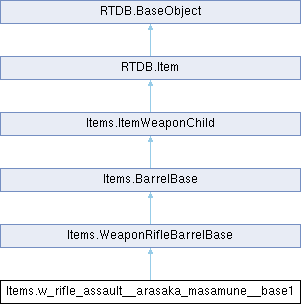 RTDB.BaseObject
RTDB.Item
Items.ItemWeaponChild
Items.BarrelBase
Items.WeaponRifleBarrelBase
Items.w_rifle_assault__arasaka_masamune__base1